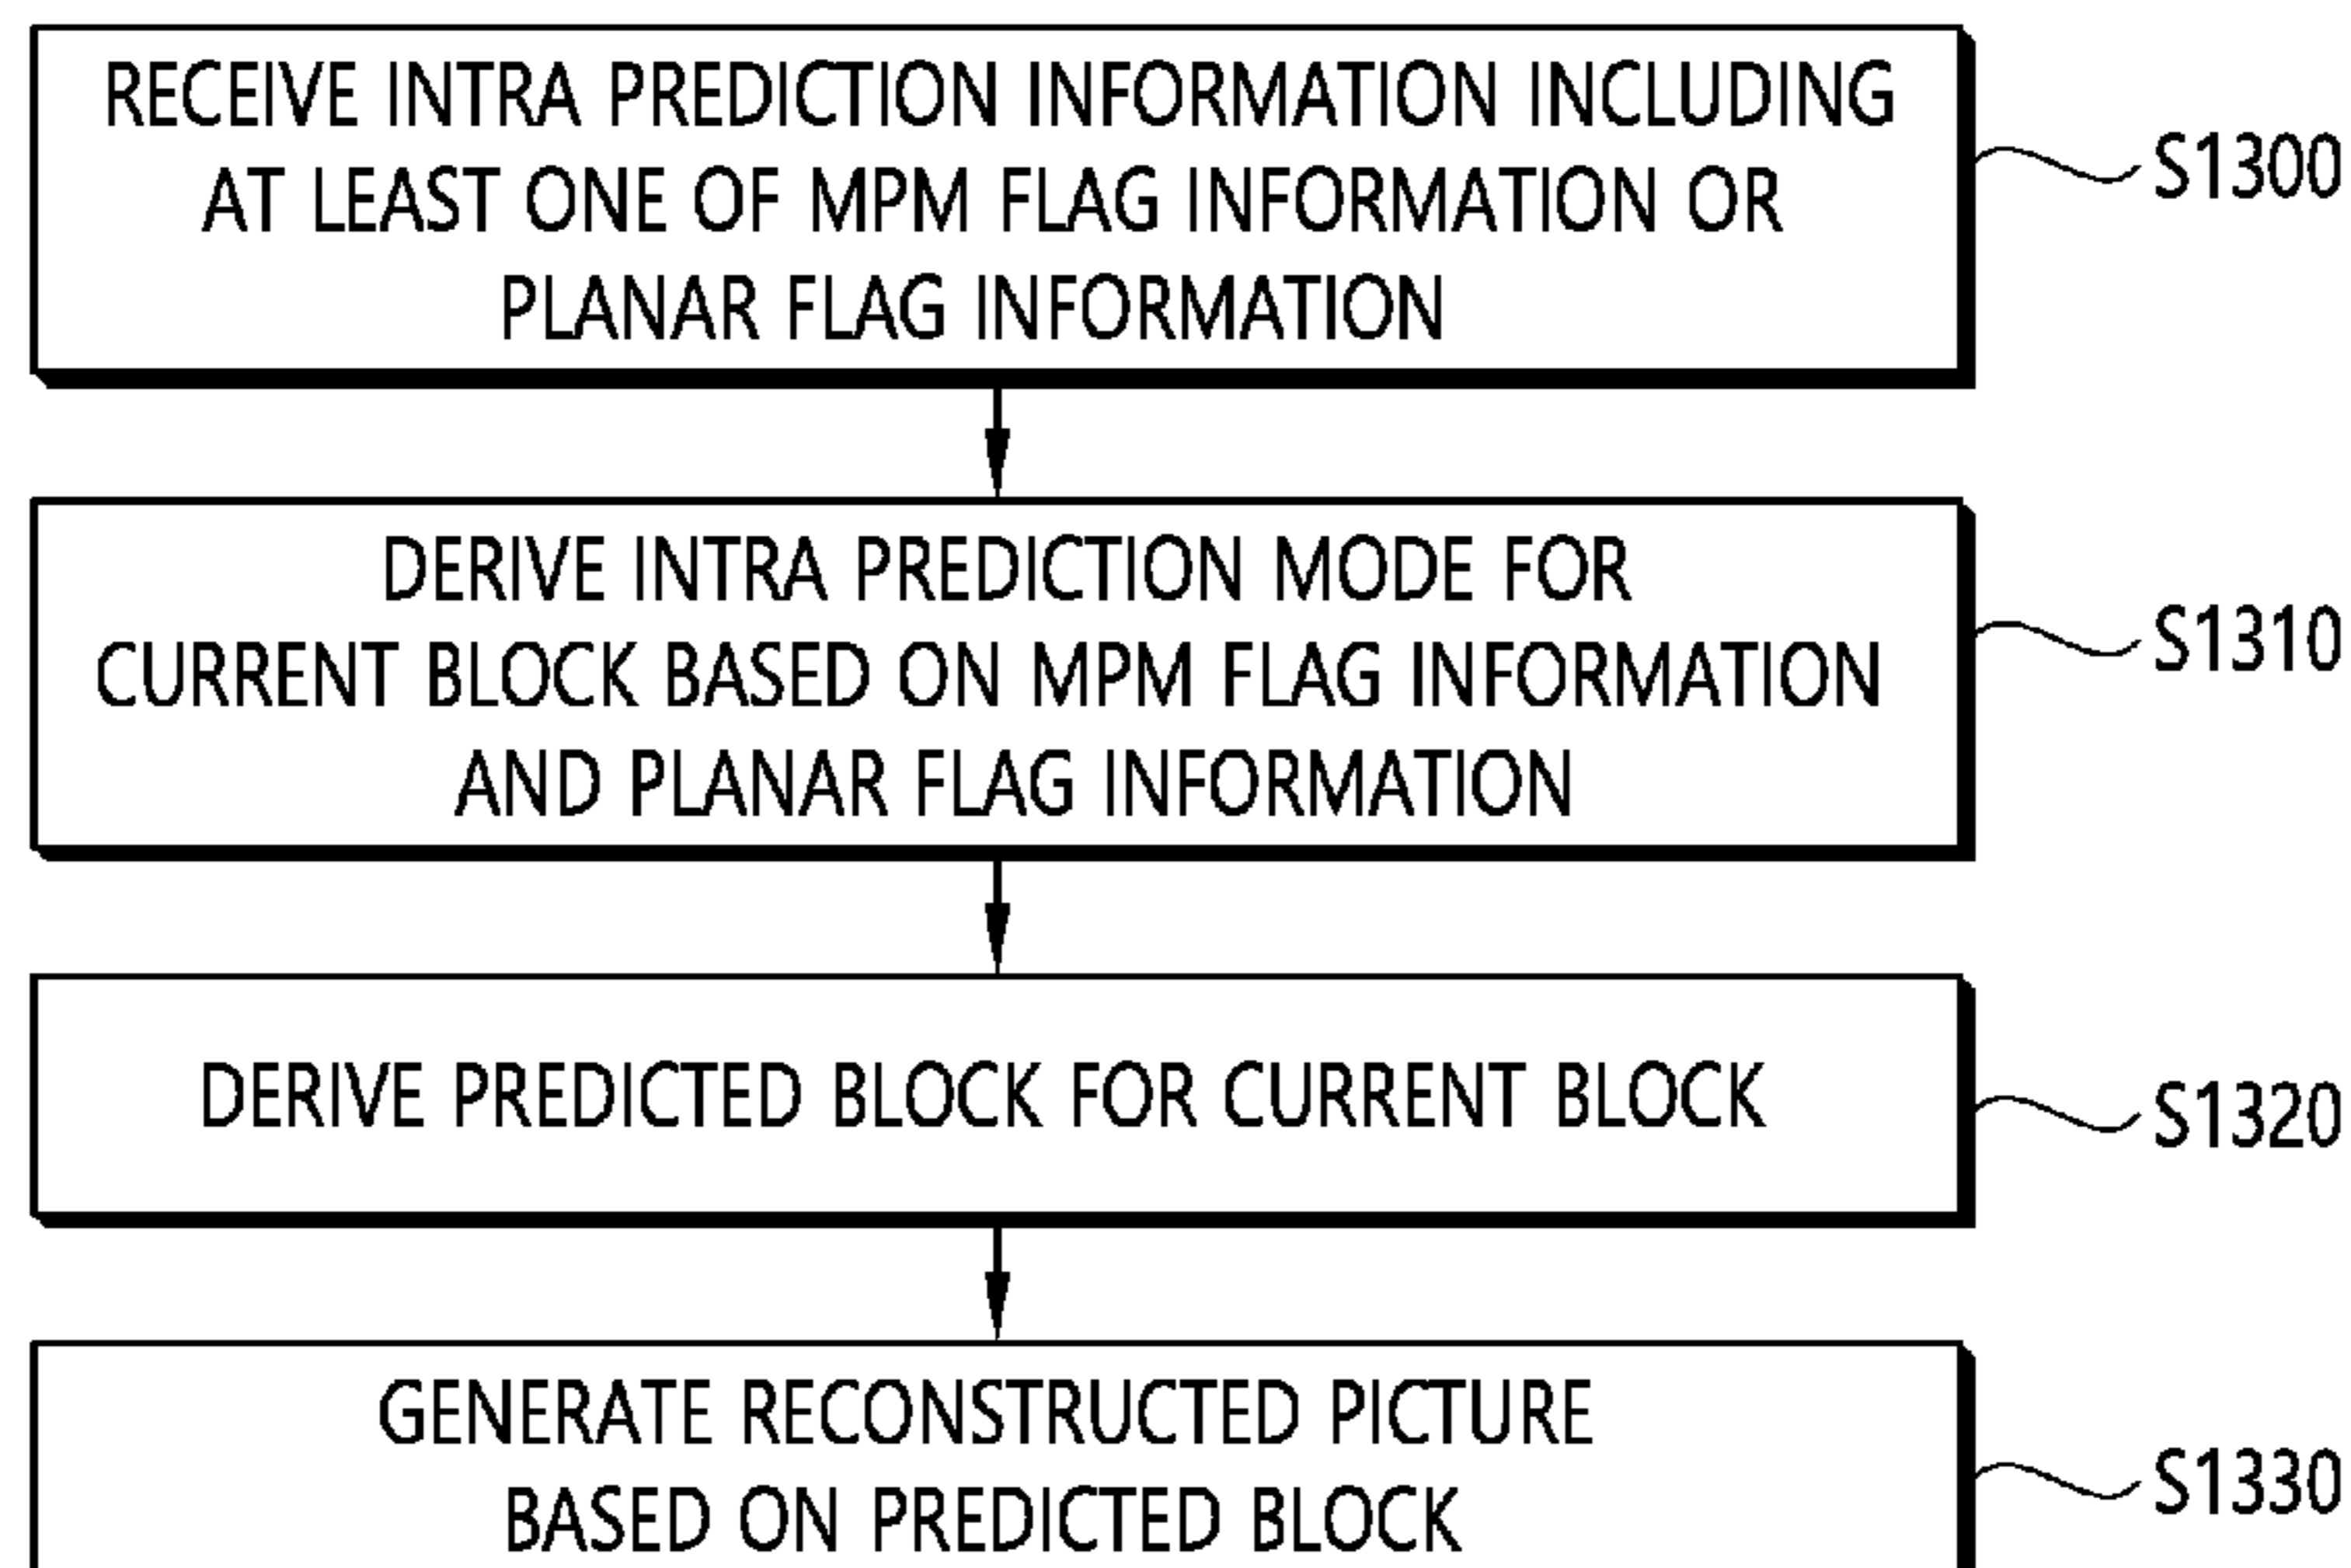 RECEIVE INTRA PREDICTION INFORMATION INCLUDING
AT LEAST ONE OF MPM FLAG INFORMATION OR
PLANAR FLAG INFORMATION
S1300
DERIVE INTRA PREDICTION MODE FOR
CURRENT BLOCK BASED ON MPM FLAG INFORMATION
AND PLANAR FLAG INFORMATION
S1310
DERIVE PREDICTED BLOCK FOR CURRENT BLOCK
S1320
GENERATE RECONSTRUCTED PICTURE
BASED ON PREDICTED BLOCK
S1330